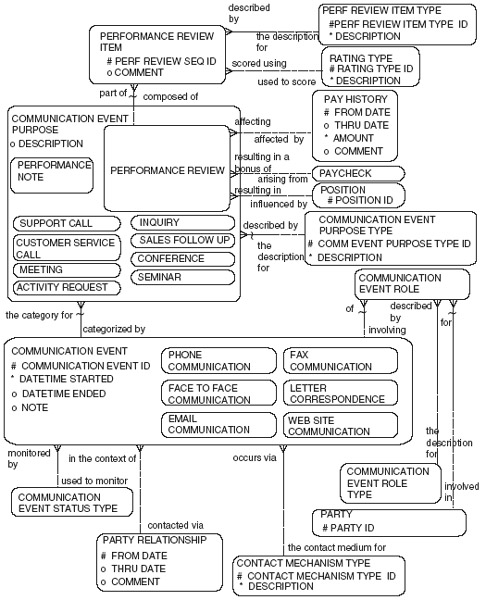 described
by
PERF REVIEW ITEM TYPE
#PERF REVIEW ITEM TYPE ID
* DESCRIPTION
the description
for
PERFORMANCE REVIEW
ITEM
# PERF REVIEW SEQ ID
o COMMENT
scored using
used to score
RATING TYPE
# RATING TYPE ID
* DESCRIPTION
part of
composed of
COMMUNICATION EVENT
PURPOSE
o DESCRIPTION
PERFORMANCE
NOTE
PERFORMANCE REVIEW
affecting
affected by
PAY HISTORY
# FROM DATE
o THRU DATE
* AMOUNT
o COMMENT
resulting in a
bonus of
arising from
PAYCHECK
resulting in
influenced by
POSITION
# POSITION ID
SUPPORT CALL
CUSTOMER SERVICE
CALL
MEETING
ACTIVITY REQUEST
INQUIRY
SALES FOLLOW UP
CONFERENCE
SEMINAR
described by
the
description
for
COMMUNICATION EVENT
PURPOSE TYPE
# COMM EVENT PURPOSE TYPE ID
* DESCRIPTION
COMMUNICATION
EVENT ROLE
the category for
categorized by
of
involving
described
by
for
COMMUNICATION EVENT
# COMMUNICATION EVENT ID
* DATETIME STARTED
o DATETIME ENDED
o NOTE
PHONE
COMMUNICATION
FAX
COMMUNICATION
FACE TO FACE
COMMUNICATION
LETTER
CORRESPONDENCE
EMAIL
COMMUNICATION
WEB SITE
COMMUNICATION
monitored
by
used to monitor
in the context of
occurs via
the
description
for
involved
in
COMMUNICATION
EVENT STATUS TYPE
COMMUNICATION
EVENT ROLE
TYPE
PARTY
# PARTY ID
contacted via
PARTY RELATIONSHIP
# FROM DATE
o THRU DATE
o COMMENT
the contact medium for
CONTACT MECHANISM TYPE
# CONTACT MECHANISM TYPE ID
* DESCRIPTION